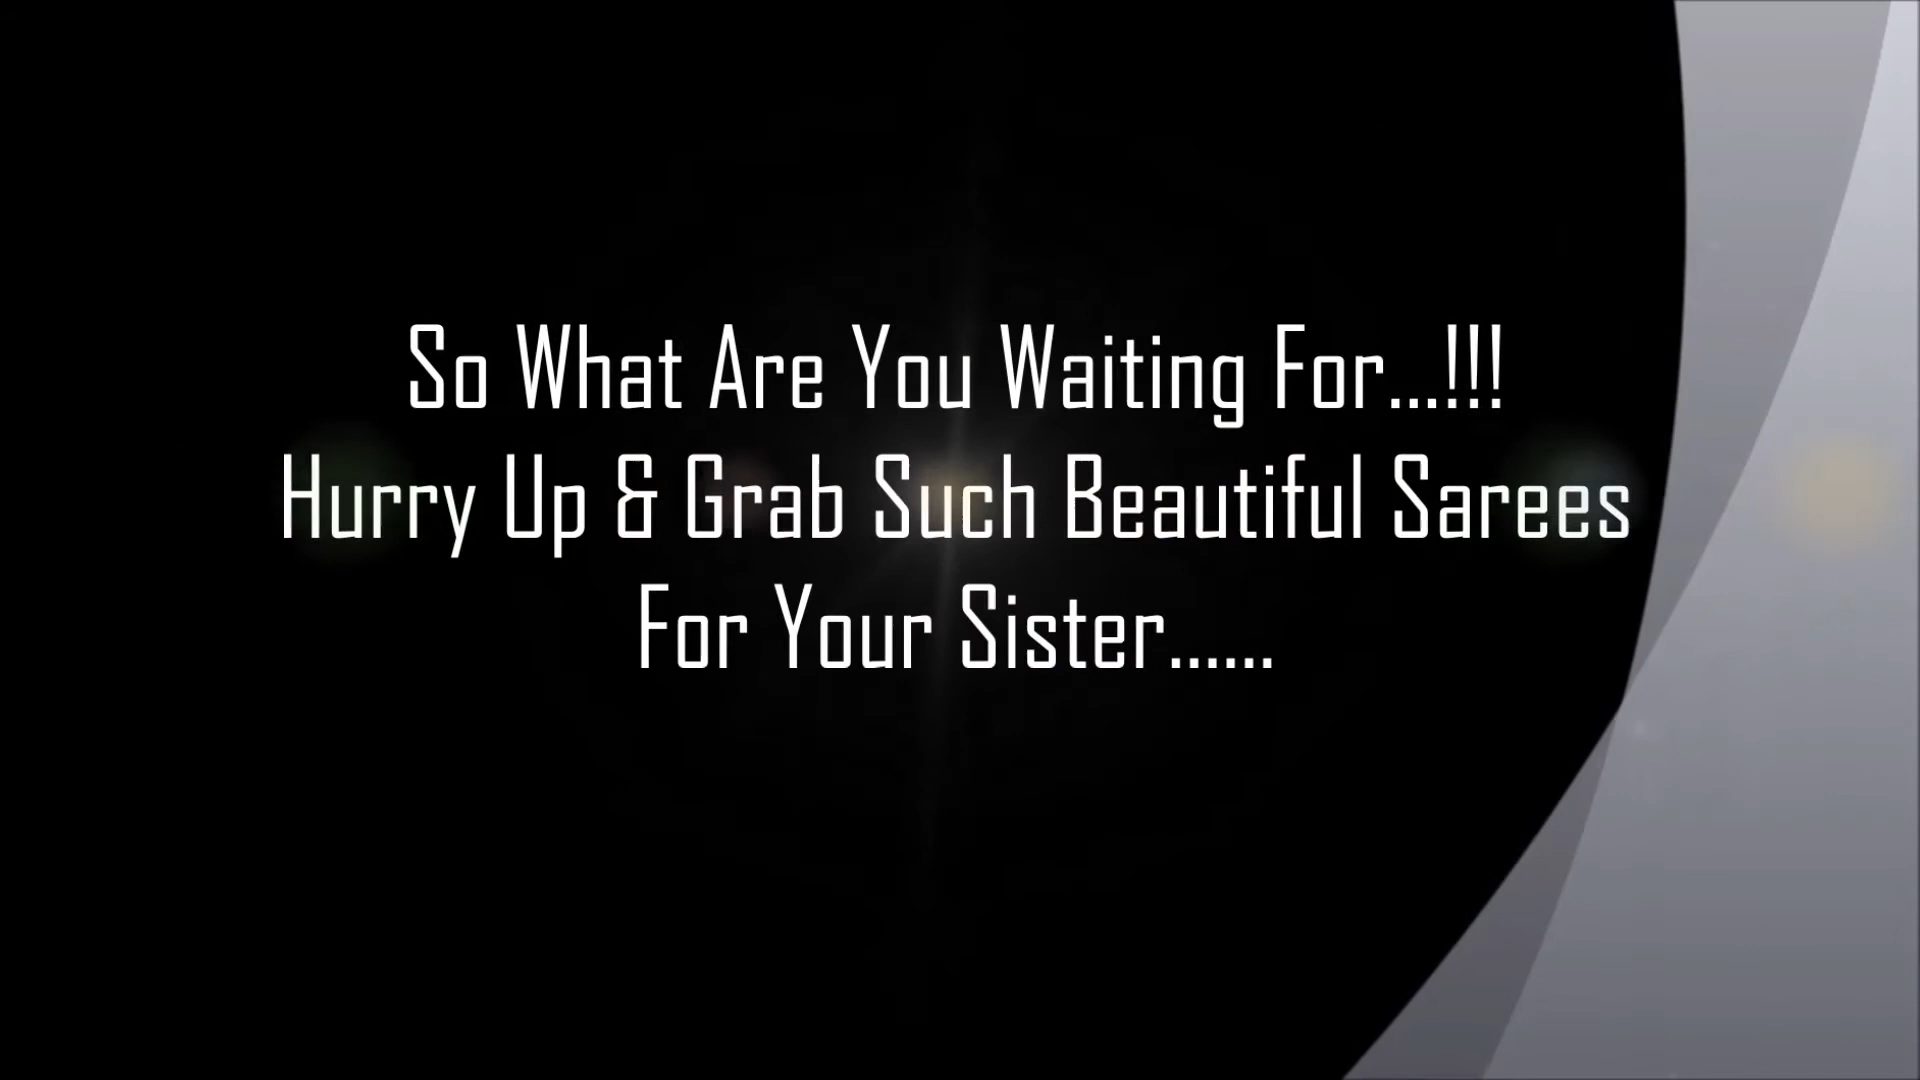 So What Are You Waiting For...!!!
Hurry Up & Grab Such Beautiful Sarees
For Your Sister......